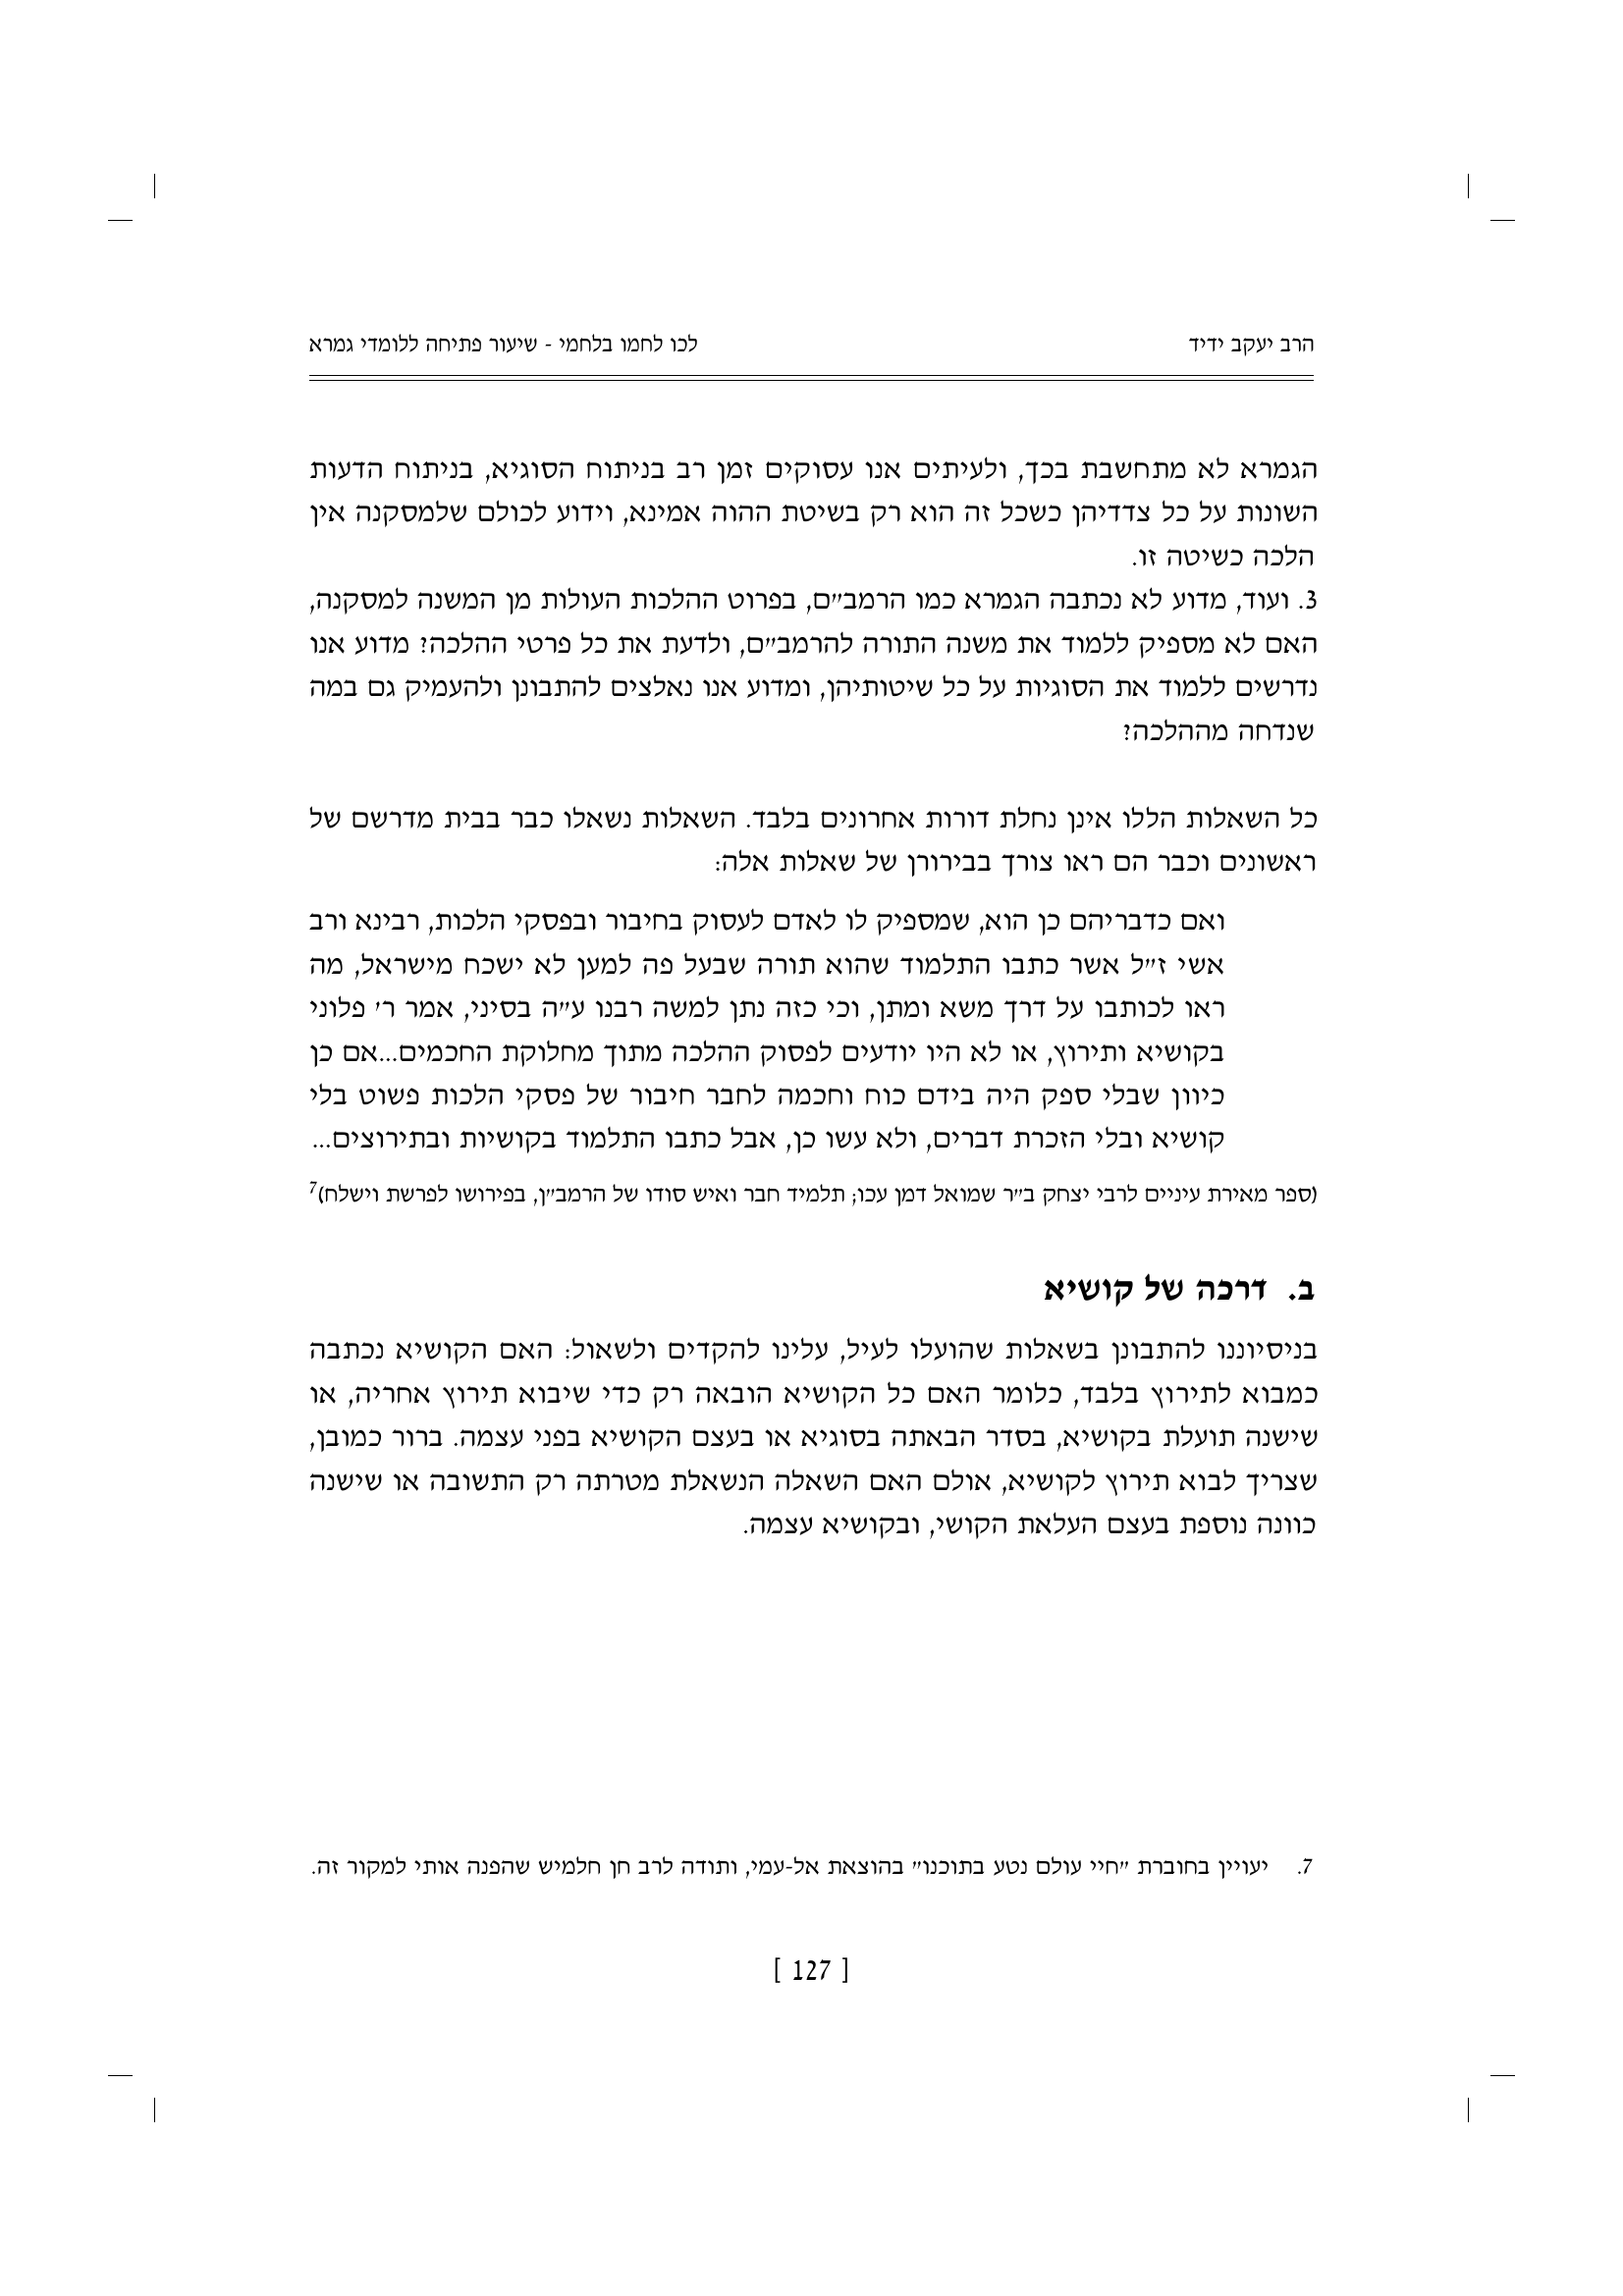 הרב יעקב ידיד
לכו לחמו בלחמי - שיעור פתיחה ללומדי גמרא
הגמרא לא מתחשבת בכך, ולעיתים אנו עסוקים זמן רב בניתוח הסוגיא, בניתוח הדעות
השונות על כל צדדיהן כשכל זה הוא רק בשיטת ההוה אמינא, וידוע לכולם שלמסקנה אין
הלכה כשיטה זו.
3. ועוד, מדוע לא נכתבה הגמרא כמו הרמב״ם, בפרוט ההלכות העולות מן המשנה למסקנה,
האם לא מספיק ללמוד את משנה התורה להרמב״ם, ולדעת את כל פרטי ההלכה? מדוע אנו
נדרשים ללמוד את הסוגיות על כל שיטותיהן, ומדוע אנו נאלצים להתבונן ולהעמיק גם במה
שנדחה מההלכה?
כל השאלות הללו אינן נחלת דורות אחרונים בלבד. השאלות נשאלו כבר בבית מדרשם של
ראשונים וכבר הם ראו צורך בבירורן של שאלות אלה:
ואם כדבריהם כן הוא, שמספיק לו לאדם לעסוק בחיבור ובפסקי הלכות, רבינא ורב
אשי ז״ל אשר כתבו התלמוד שהוא תורה שבעל פה למען לא ישכח מישראל, מה
ראו לכותבו על דרך משא ומתן, וכי כזה נתן למשה רבנו ע״ה בסיני, אמר ר׳ פלוני
בקושיא ותירוץ, או לא היו יודעים לפסוק ההלכה מתוך מחלוקת החכמים...אם כן
כיוון שבלי ספק היה בידם כוח וחכמה לחבר חיבור של פסקי הלכות פשוט בלי
קושיא ובלי הזכרת דברים, ולא עשו כן, אבל כתבו התלמוד בקושיות ובתירוצים...
(ספר מאירת עיניים לרבי יצחק ב״ר שמואל דמן עכו; תלמיד חבר ואיש סודו של הרמב״ן, בפירושו לפרשת וישלח)7
ב. דרכה של קושיא
בניסיוננו להתבונן בשאלות שהועלו לעיל, עלינו להקדים ולשאול: האם הקושיא נכתבה
כמבוא לתירוץ בלבד, כלומר האם כל הקושיא הובאה רק כדי שיבוא תירוץ אחריה, או
שישנה תועלת בקושיא, בסדר הבאתה בסוגיא או בעצם הקושיא בפני עצמה. ברור כמובן,
שצריך לבוא תירוץ לקושיא, אולם האם השאלה הנשאלת מטרתה רק התשובה או שישנה
כוונה נוספת בעצם העלאת הקושי, ובקושיא עצמה.
7. יעויין בחוברת ״חיי עולם נטע בתוכנו״ בהוצאת אל-עמי, ותודה לרב חן חלמיש שהפנה אותי למקור זה.
[ 127 ]